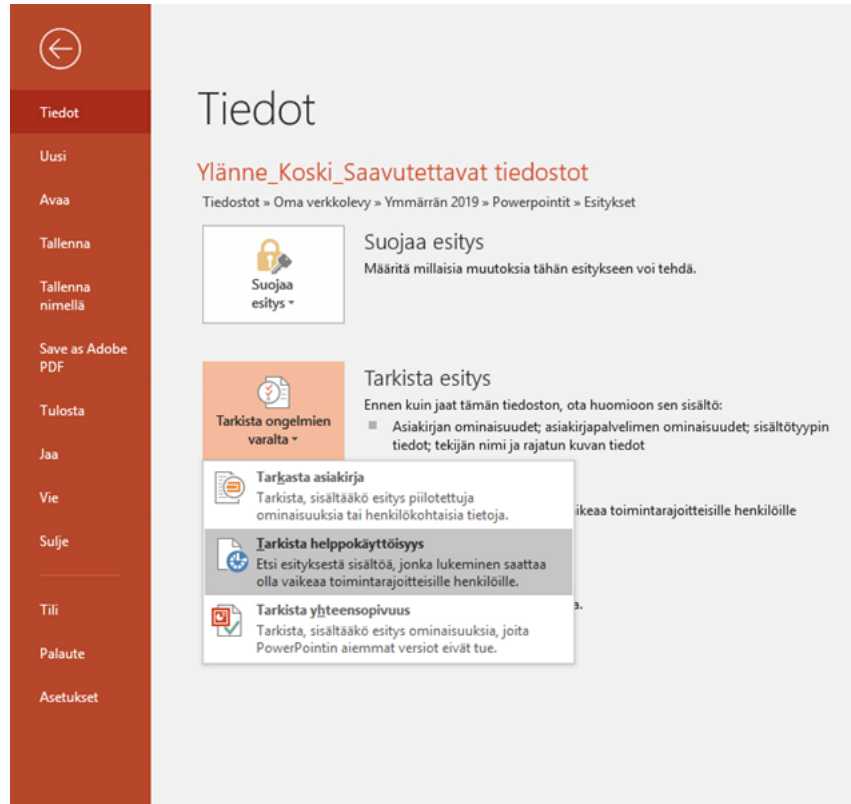 Tiedot
Uusi
Avaa
Tallenna
Tallenna
nimellä
Save as Adobe
PDF
Tulosta
Jaa
Vie
Sulje
Tili
Palaute
Asetukset
Tiedot
Ylänne_Koski_Saavutettavat tiedostot
Tiedostot » Oma verkkolevy » Ymmärrän 2019 » Powerpointit » Esitykset
Suojaa
esitys
Suojaa esitys
Määritä millaisia muutoksia tähän esitykseen voi tehdä.
Tarkista ongelmien
varalta
Tarkista esitys
Ennen kuin jaat tämän tiedoston, ota huomioon sen sisältö:
Asiakirjan ominaisuudet; asiakirjapalvelimen ominaisuudet; sisältötyypin
tiedot; tekijän nimi ja rajatun kuvan tiedot
ikeaa toimintarajoitteisille henkilöille
a.
Tarkasta asiakirja
Tarkista, sisältääkö esitys piilotettuja
ominaisuuksia tai henkilökohtaisia tietoja.
Tarkista helppokäyttöisyys
Etsi esityksestä sisältöä, jonka lukeminen saattaa
olla vaikeaa toimintarajoitteisille henkilöille.
Tarkista yhteensopivuus
Tarkista, sisältääkö esitys ominaisuuksia, joita
PowerPointin aiemmat versiot eivät tue.